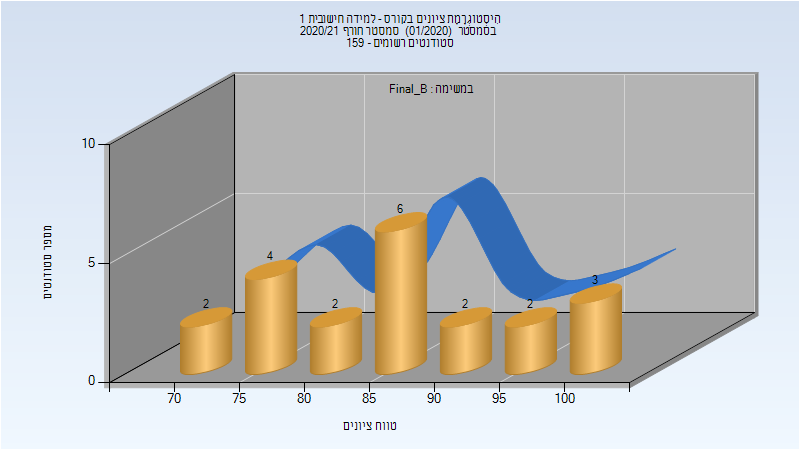 היסטוגרמת ציונים בקורס - למידה חישובית 1
בסמסטר (01/2020) סמסטר חורף 2020/21
סטודנטים רשומים - 159
במשימה : Final_B
מספר סטודנטים
10
5
0
2
4
2
6
2
2
3
70 75 80 85 90 95 100
טווח ציונים